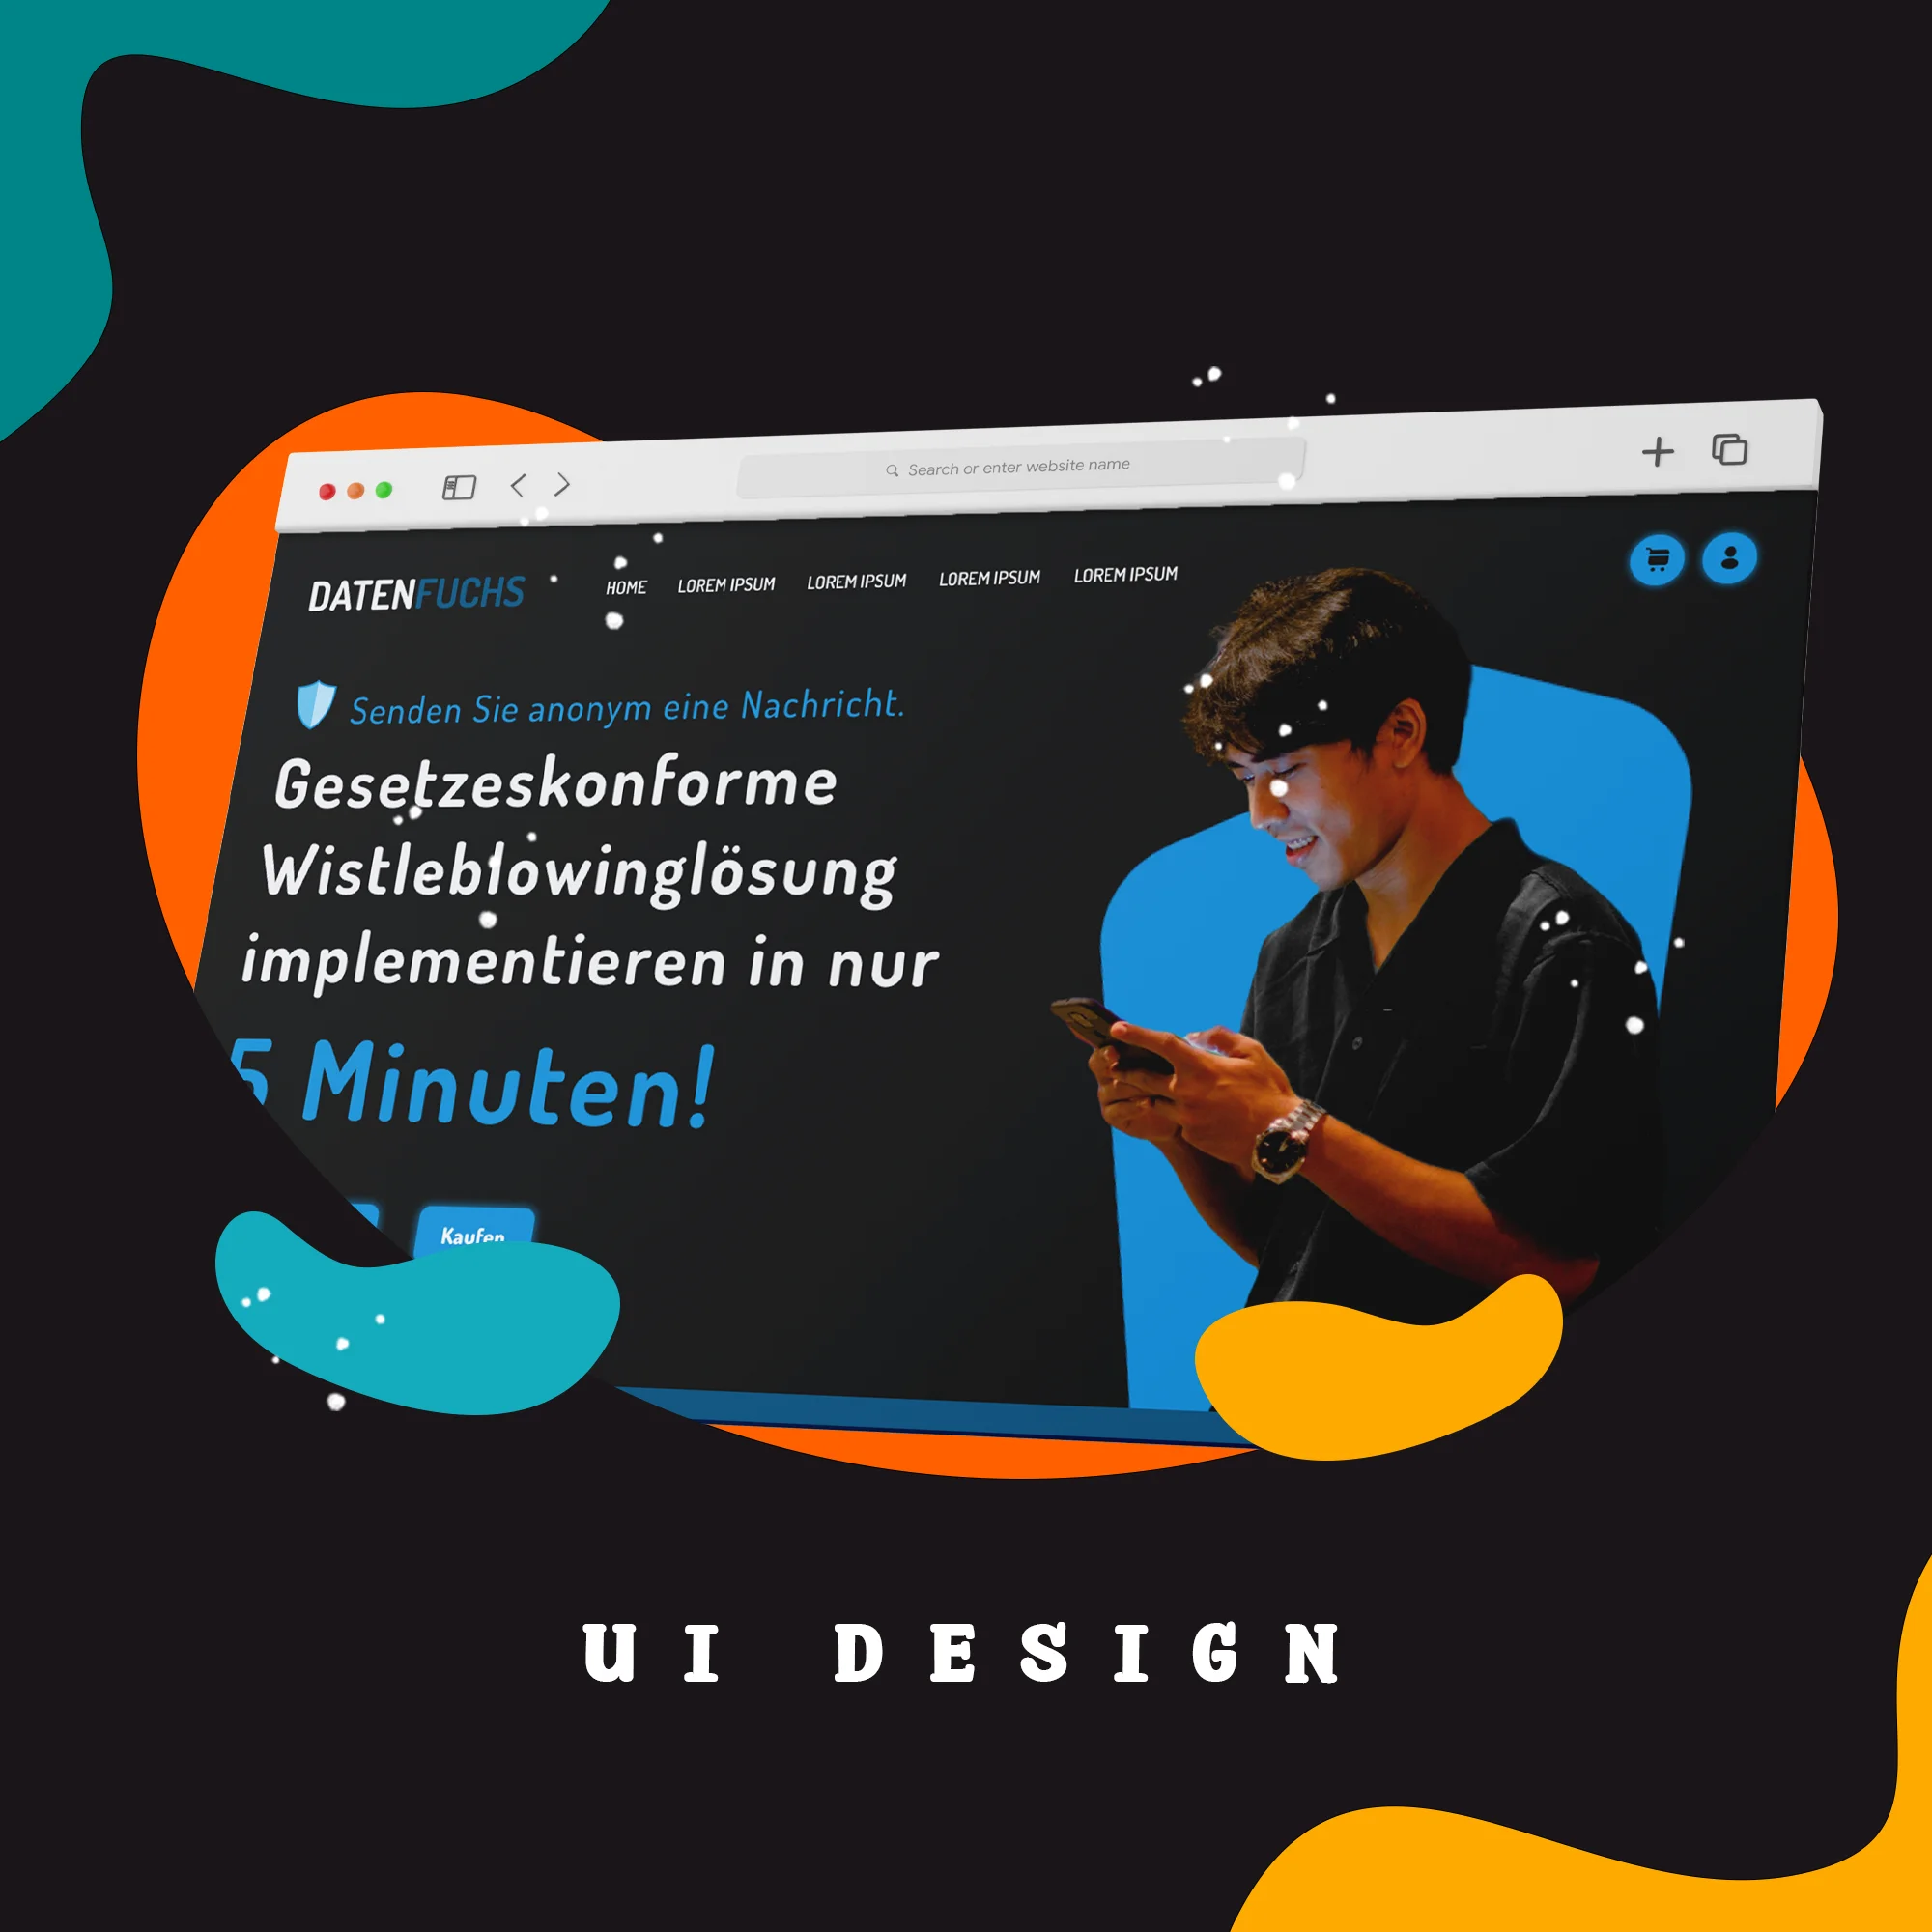 Search or enter website name
DATENFUCHS HOME LOREM IPSUM LOREM IPSUM LOREM IPSUM LOREM IPSUM
Senden Sie anonym eine Nachricht.
Gesetzeskonforme
Wistleblowinglösung
implementieren in nur
5 Minuten!
Kaufen
UI DESIGN